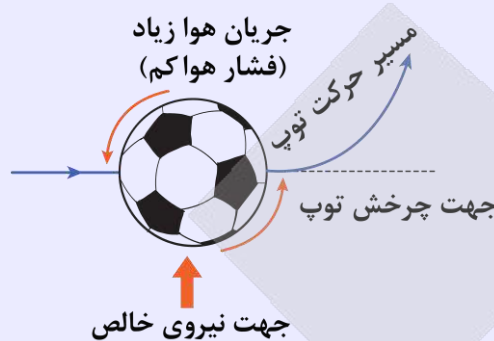 جریان هوا زیاد
(فشار هوا کم)
مسیر حرکت توپ
جهت چرخش توپ
جهت نیروی خالص